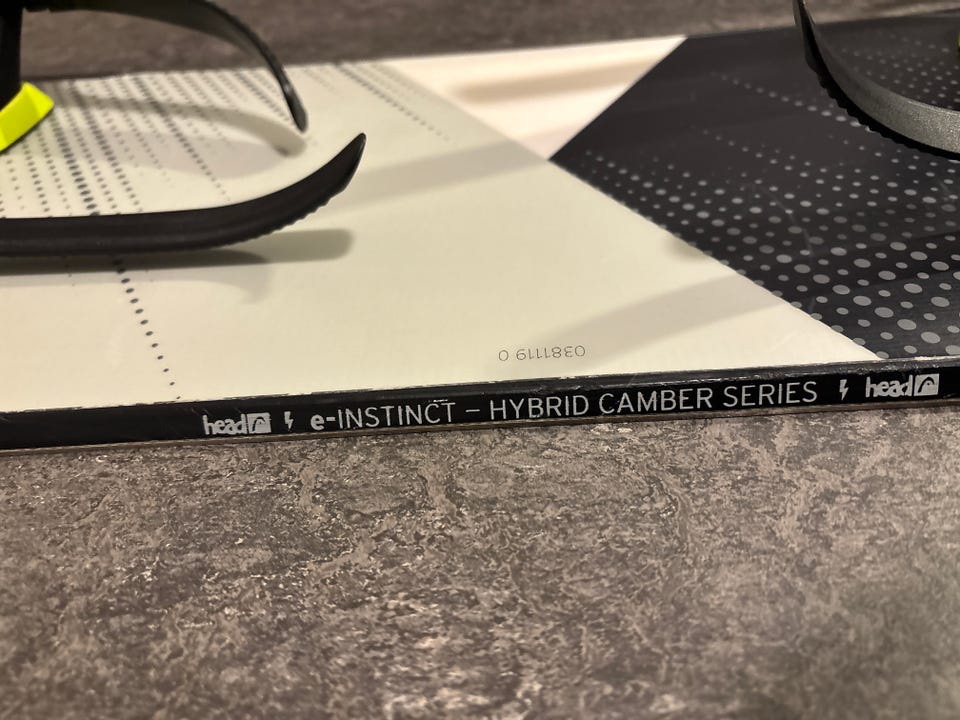 0381119 0
head e-INSTINCT – HYBRID CAMBER SERIES head